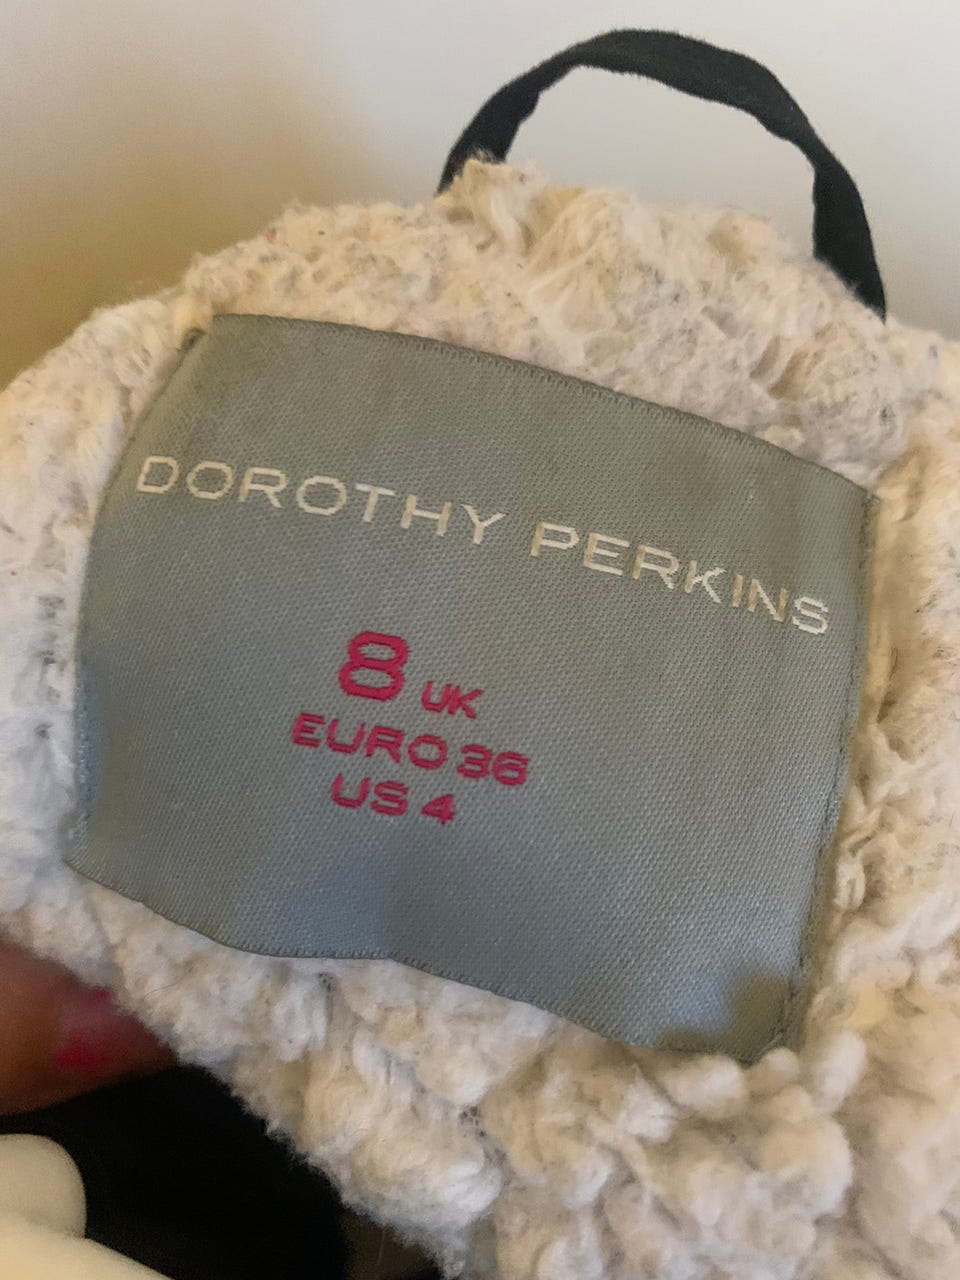 DOROTHY PERKINS
8 UK
EURO 36
US 4